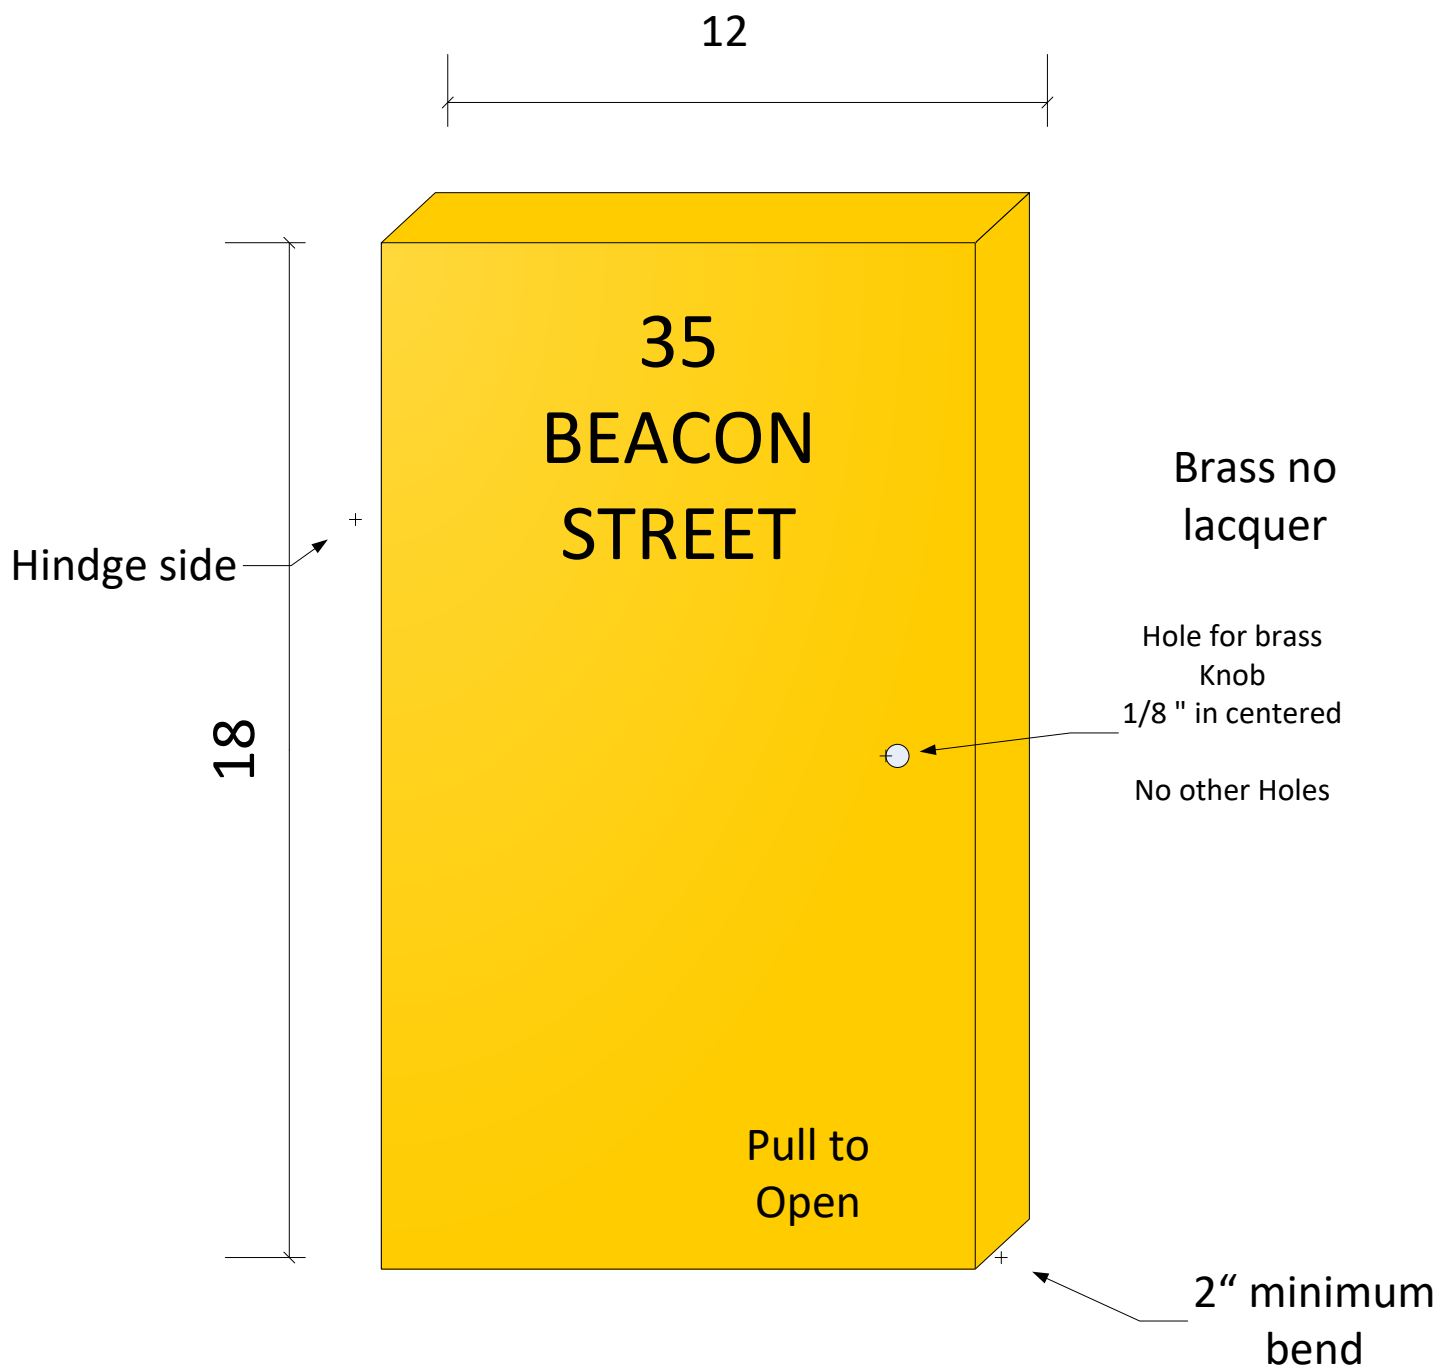 12
35
BEACON
STREET
Hindge side
18
Brass no
lacquer
Hole for brass
Knob
1/8 " in centered
No other Holes
Pull to
Open
2“ minimum
bend